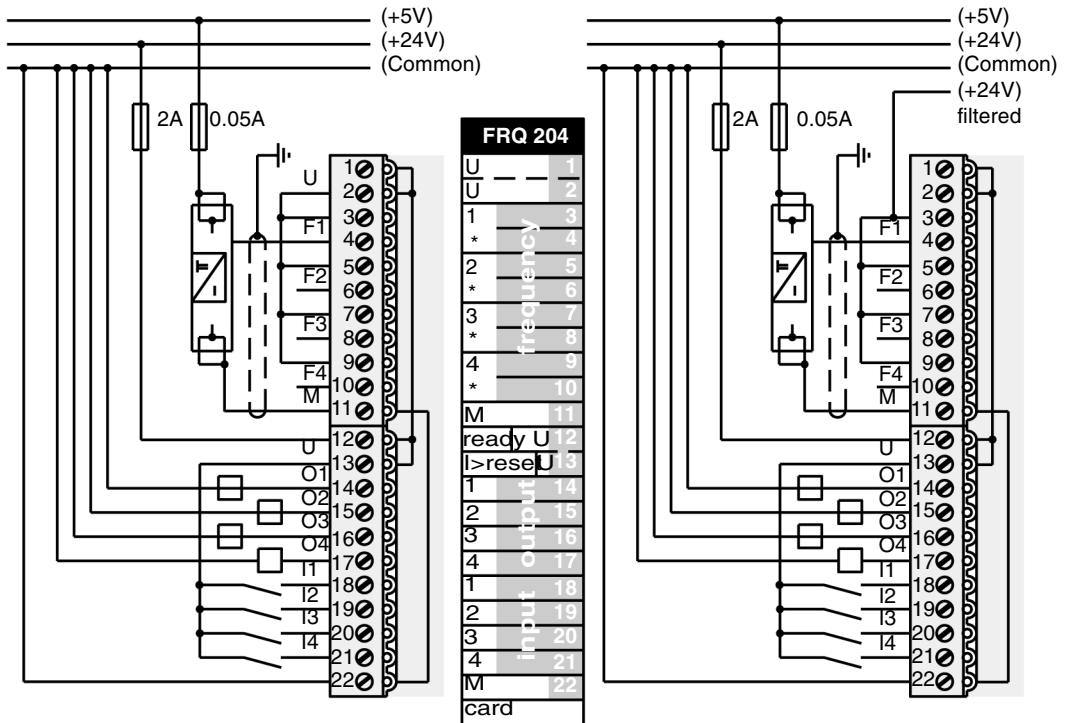 (+5V)
(+24V)
(Common)
2A
0.05A
U
F1
F2
F3
F4
M
U
O1
O2
O3
O4
I1
I2
I3
I4
1
2
3
4
5
6
7
8
9
10
11
12
13
14
15
16
17
18
19
20
21
22
FRQ 204
U 1
U 2
1 3
* 4
2 5
* 6
3 7
* 8
4 9
* 10
frequency
M 11
ready U 12
I>reset U 13
1 14
2 15
3 16
4 17
output
1 18
2 19
3 20
4 21
input
M 22
card
(+5V)
(+24V)
(Common)
(+24V)
filtered
2A
0.05A
F1
F2
F3
F4
M
U
O1
O2
O3
O4
I1
I2
I3
I4
1
2
3
4
5
6
7
8
9
10
11
12
13
14
15
16
17
18
19
20
21
22